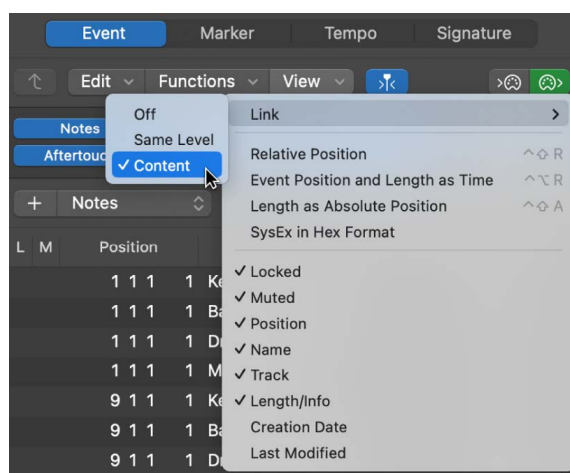 Event Marker Tempo Signature
Edit Functions View
Off
Same Level
✓ Content
Link >
Notes
Aftertouc
Relative Position ^⇧R
Event Position and Length as Time ^⌥R
Length as Absolute Position ^⇧A
SysEx in Hex Format
+ Notes
L M Position
✓ Locked
✓ Muted
✓ Position
✓ Name
✓ Track
✓ Length/Info
Creation Date
Last Modified
1 1 1 1 Ke
1 1 1 1 Ba
1 1 1 1 D
1 1 1 1 M
9 1 1 1 Ke
9 1 1 1 Ba
9 1 1 1 D